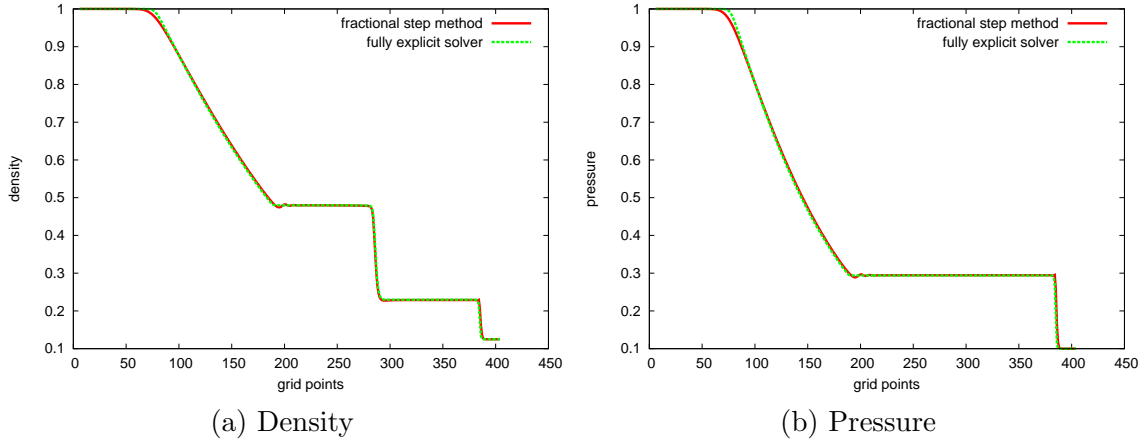 fractional step method
fully explicit solver
1
0.9
0.8
0.7
0.6
0.5
0.4
0.3
0.2
0.1
density
0 50 100 150 200 250 300 350 400 450
grid points
(a) Density
fractional step method
fully explicit solver
1
0.9
0.8
0.7
0.6
0.5
0.4
0.3
0.2
0.1
pressure
0 50 100 150 200 250 300 350 400 450
grid points
(b) Pressure